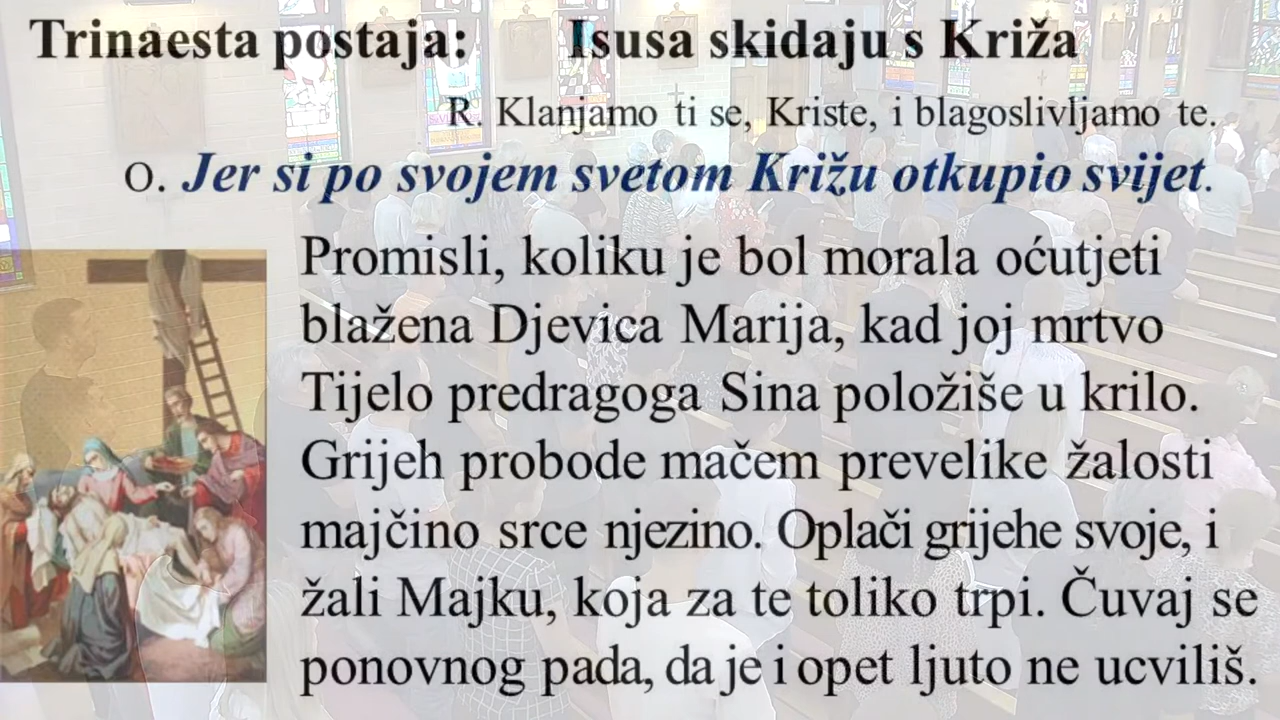 Trinaesta postaja: Isusa skidaju s Križa
R. Klanjamo ti se, Kriste, i blagoslivljamo te.
O. Jer si po svojem svetom Križu otkupio svijet.
Promisli, koliku je bol morala oćutjeti
blažena Djevica Marija, kad joj mrtvo
Tijelo predragoga Sina položiše u krilo.
Grijeh probode mačem prevelike žalosti
majčino srce njezino. Oplači grijehe svoje, i
žali Majku, koja za te toliko trpi. Čuvaj se
ponovnog pada, da je i opet ljuto ne ucviliš.